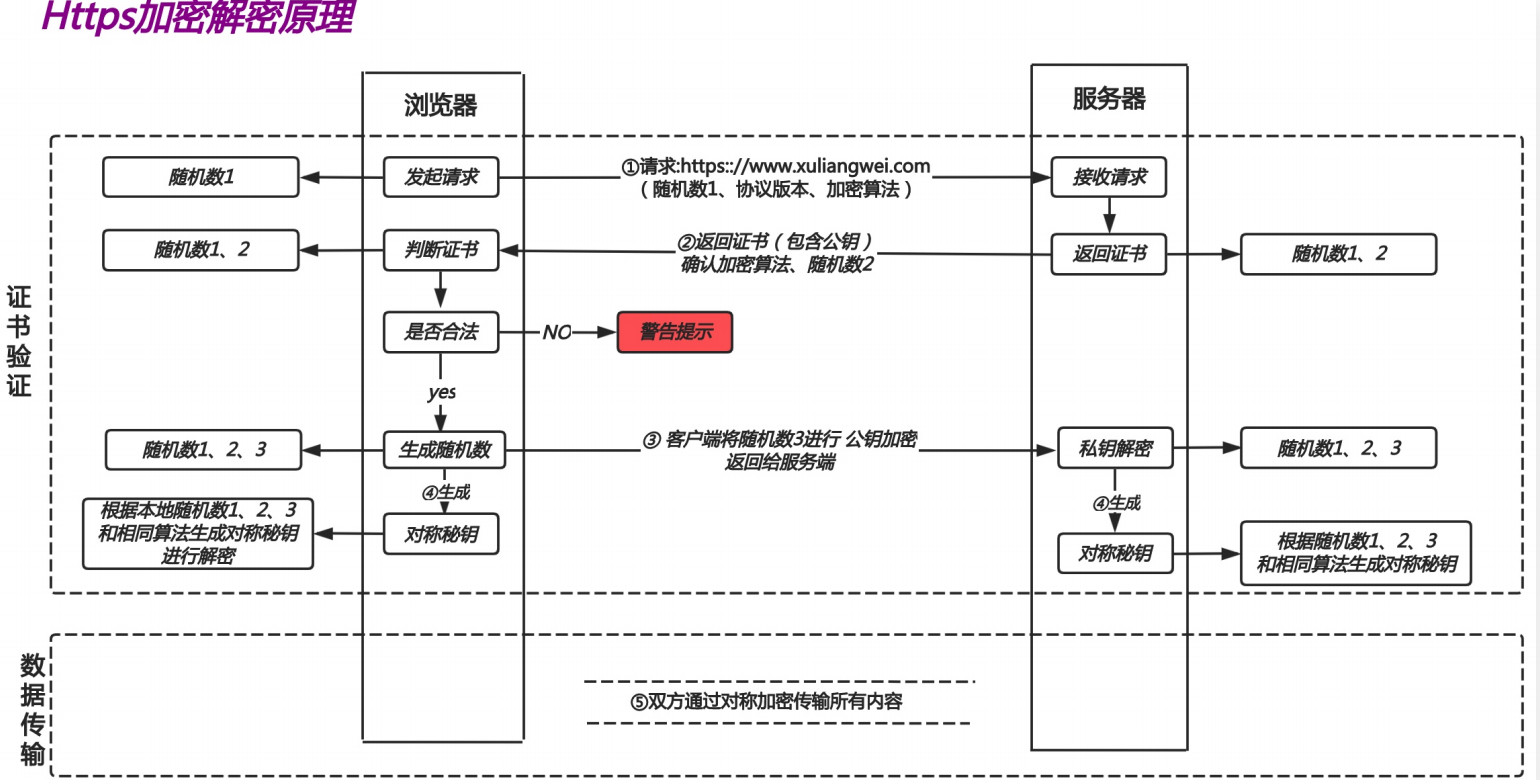 Https加密解密原理
浏览器
服务器
证书验证
随机数1
发起请求
①请求:https:://www.xuliangwei.com
（随机数1、协议版本、加密算法）
接收请求
随机数1、2
判断证书
②返回证书（包含公钥）
确认加密算法、随机数2
返回证书
随机数1、2
是否合法
NO
警告提示
yes
随机数1、2、3
生成随机数
③ 客户端将随机数3进行 公钥加密
返回给服务端
私钥解密
随机数1、2、3
④生成
④生成
根据本地随机数1、2、3
和相同算法生成对称秘钥
进行解密
对称秘钥
对称秘钥
根据随机数1、2、3
和相同算法生成对称秘钥
数据传输
⑤双方通过对称加密传输所有内容